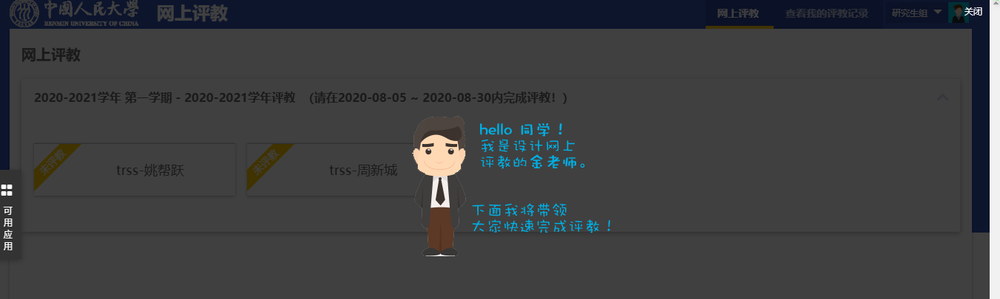 中国人民大学
RENMIN UNIVERSITY OF CHINA
网上评教
网上评教
查看我的评教记录
研究生组
关闭
网上评教
2020-2021学年 第一学期 - 2020-2021学年评教 (请在2020-08-05 ~ 2020-08-30内完成评教！)
未评教
trss-姚帮跃
未评教
trss-周新城
hello 同学！
我是设计网上
评教的金老师。
下面我将带领
大家快速完成评教！
可用应用